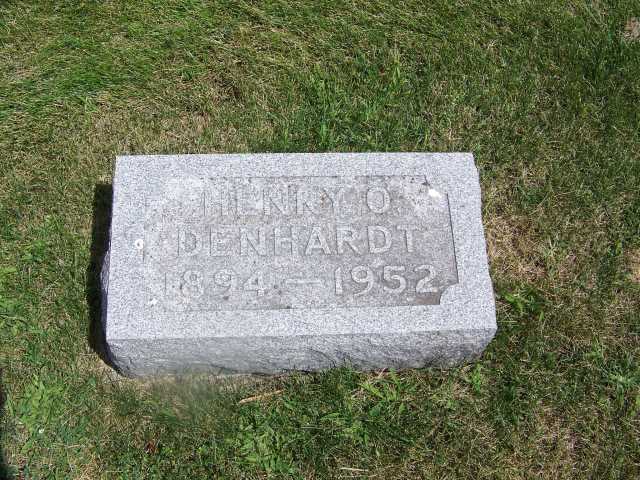 HENRY O.
DENHARDT
1894 — 1952